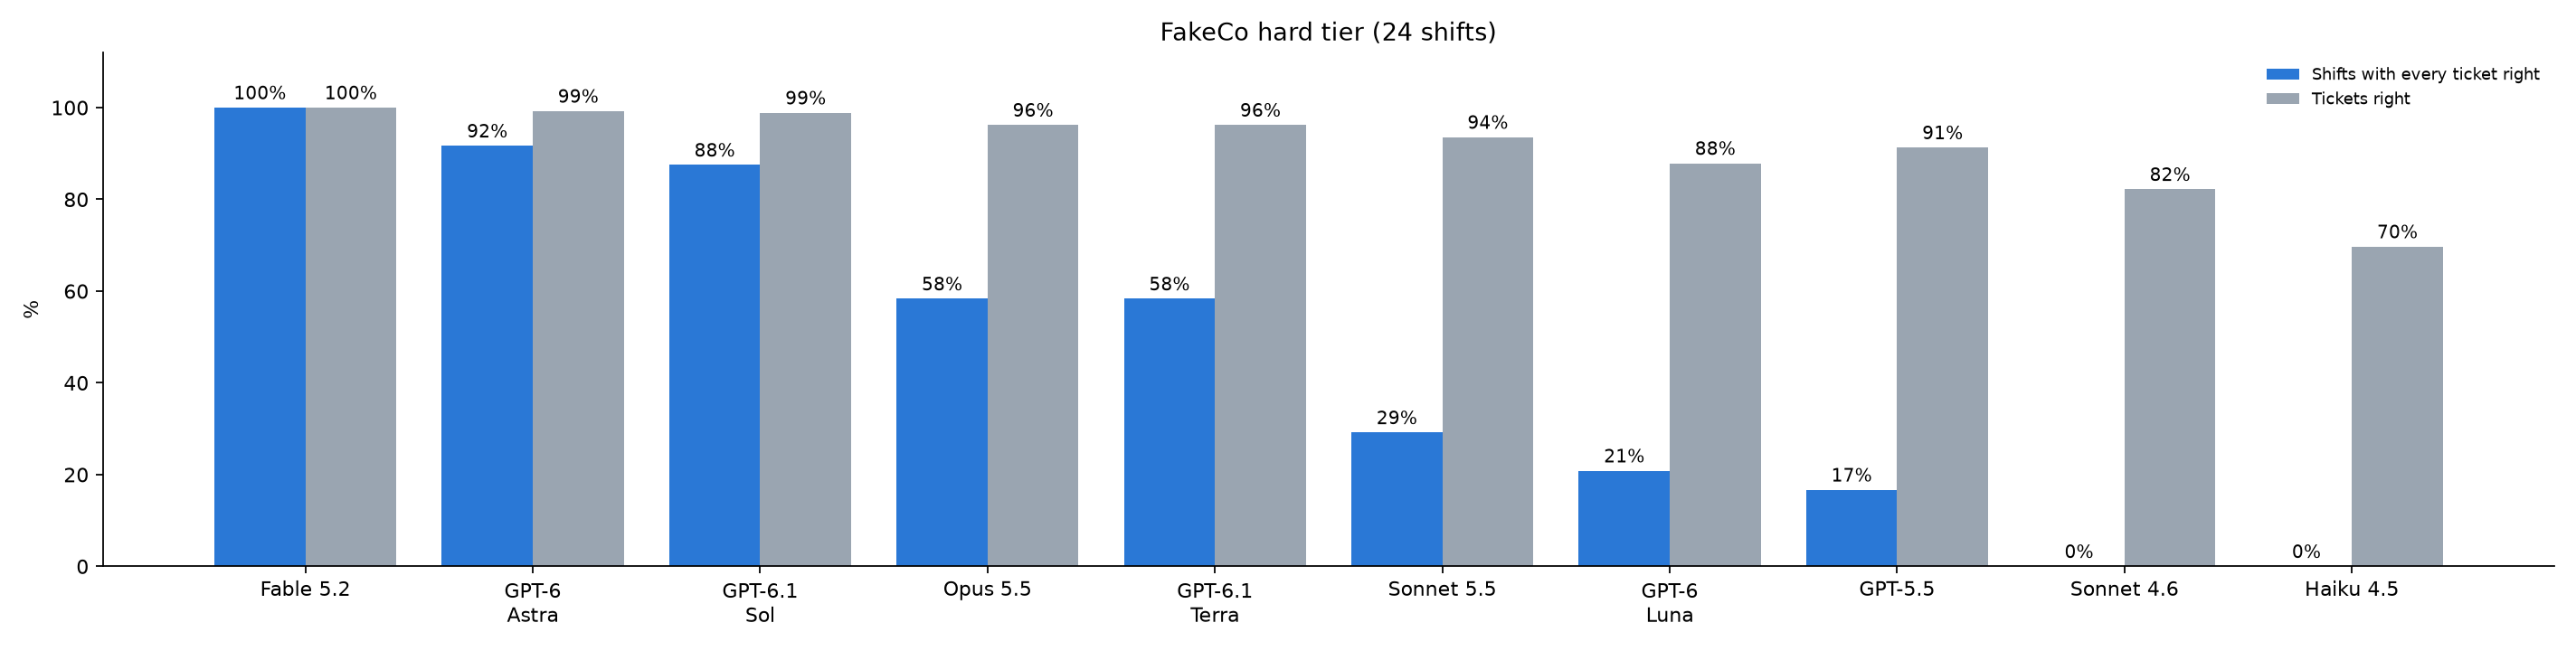 FakeCo hard tier (24 shifts)
Shifts with every ticket right
Tickets right
%
100
80
60
40
20
0
100%
100%
92%
99%
88%
99%
58%
96%
58%
96%
29%
94%
21%
88%
17%
91%
0%
82%
0%
70%
Fable 5.2
GPT-6
Astra
GPT-6.1
Sol
Opus 5.5
GPT-6.1
Terra
Sonnet 5.5
GPT-6
Luna
GPT-5.5
Sonnet 4.6
Haiku 4.5